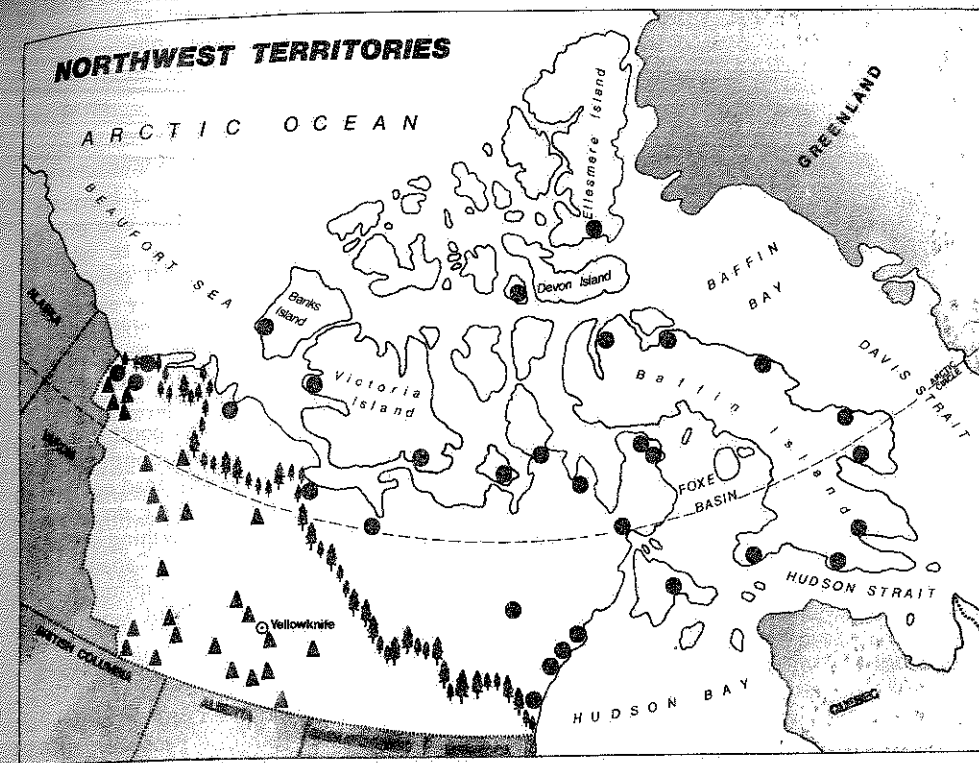 NORTHWEST TERRITORIES
ARCTIC OCEAN
BEAUFORT SEA
Ellesmere Island
GREENLAND
Devon Island
BAFFIN
BAY
Banks
Island
ALASKA
Victoria
Island
Baffin Island
DAVIS
STRAIT
ARCTIC
CIRCLE
YUKON
FOXE
BASIN
HUDSON STRAIT
Yellowknife
BRITISH COLUMBIA
ALBERTA
HUDSON BAY
QUEBEC